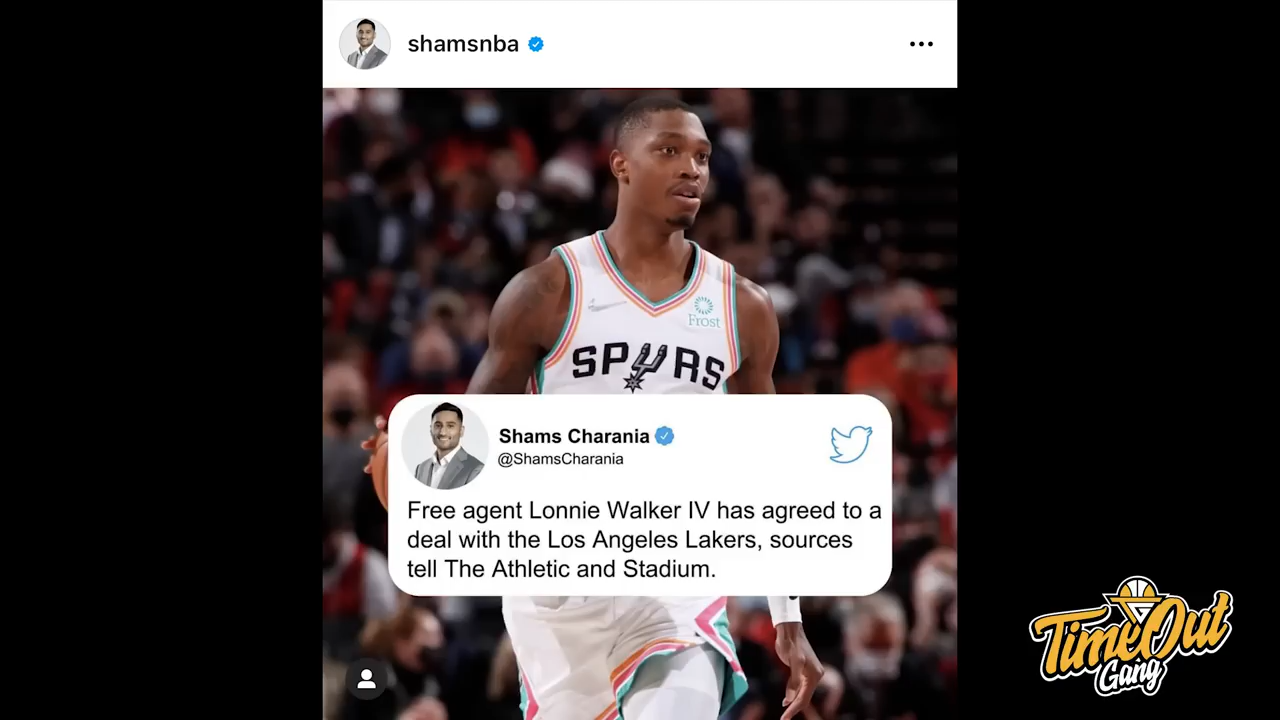 shamsnba
Frost
SPURS
Shams Charania
@ShamsCharania
Free agent Lonnie Walker IV has agreed to a
deal with the Los Angeles Lakers, sources
tell The Athletic and Stadium.
TimeOut
Gang